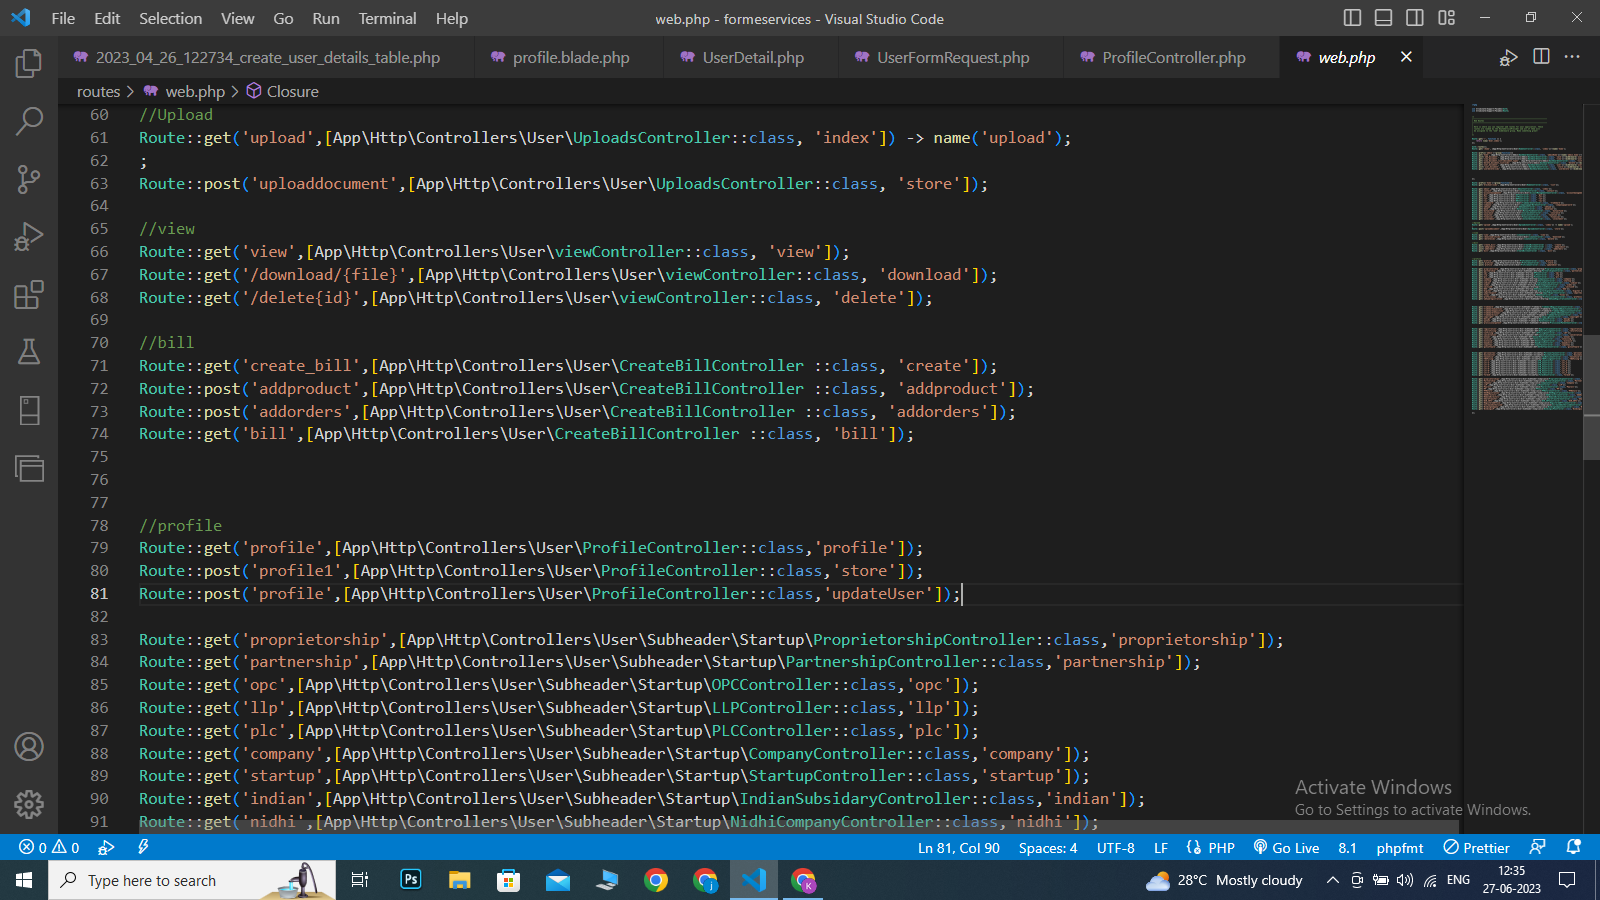 File Edit Selection View Go Run Terminal Help web.php - formeservices - Visual Studio Code
2023_04_26_122734_create_user_details_table.php profile.blade.php UserDetail.php UserFormRequest.php ProfileController.php web.php
routes > web.php > Closure
60 //Upload
61 Route::get('upload',[App\Http\Controllers\User\UploadsController::class, 'index']) -> name('upload');
62 ;
63 Route::post('uploaddocument',[App\Http\Controllers\User\UploadsController::class, 'store']);
64
65 //view
66 Route::get('view',[App\Http\Controllers\User\viewController::class, 'view']);
67 Route::get('/download/{file}',[App\Http\Controllers\User\viewController::class, 'download']);
68 Route::get('/delete{id}',[App\Http\Controllers\User\viewController::class, 'delete']);
69
70 //bill
71 Route::get('create_bill',[App\Http\Controllers\User\CreateBillController ::class, 'create']);
72 Route::post('addproduct',[App\Http\Controllers\User\CreateBillController ::class, 'addproduct']);
73 Route::post('addorders',[App\Http\Controllers\User\CreateBillController ::class, 'addorders']);
74 Route::get('bill',[App\Http\Controllers\User\CreateBillController ::class, 'bill']);
75
76
77
78 //profile
79 Route::get('profile',[App\Http\Controllers\User\ProfileController::class,'profile']);
80 Route::post('profile1',[App\Http\Controllers\User\ProfileController::class,'store']);
81 Route::post('profile',[App\Http\Controllers\User\ProfileController::class,'updateUser']);
82
83 Route::get('proprietorship',[App\Http\Controllers\User\Subheader\Startup\ProprietorshipController::class,'proprietorship']);
84 Route::get('partnership',[App\Http\Controllers\User\Subheader\Startup\PartnershipController::class,'partnership']);
85 Route::get('opc',[App\Http\Controllers\User\Subheader\Startup\OPCController::class,'opc']);
86 Route::get('llp',[App\Http\Controllers\User\Subheader\Startup\LLPController::class,'llp']);
87 Route::get('plc',[App\Http\Controllers\User\Subheader\Startup\PLCController::class,'plc']);
88 Route::get('company',[App\Http\Controllers\User\Subheader\Startup\CompanyController::class,'company']);
89 Route::get('startup',[App\Http\Controllers\User\Subheader\Startup\StartupController::class,'startup']);
90 Route::get('indian',[App\Http\Controllers\User\Subheader\Startup\IndianSubsidaryController::class,'indian']);
91 Route::get('nidhi',[App\Http\Controllers\User\Subheader\Startup\NidhiCompanyController::class,'nidhi']);
Activate Windows
Go to Settings to activate Windows.
0 0 Ln 81, Col 90 Spaces: 4 UTF-8 LF PHP Go Live 8.1 phpfmt Prettier
Type here to search Ps j K 28°C Mostly cloudy ENG 12:35
27-06-2023